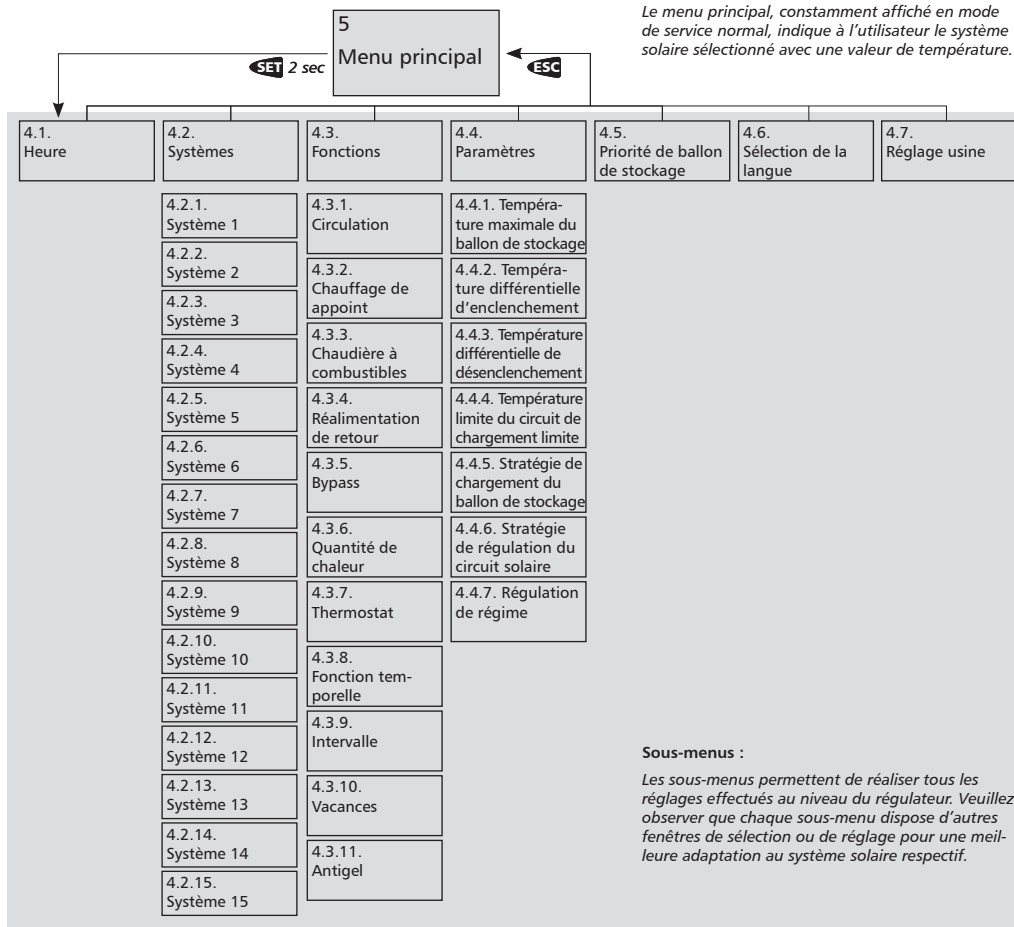 5
Menu principal
SET 2 sec
ESC
Le menu principal, constamment affiché en mode
de service normal, indique à l'utilisateur le système
solaire sélectionné avec une valeur de température.
4.1.
Heure
4.2.
Systèmes
4.3.
Fonctions
4.4.
Paramètres
4.5.
Priorité de ballon
de stockage
4.6.
Sélection de la
langue
4.7.
Réglage usine
4.2.1.
Système 1
4.2.2.
Système 2
4.2.3.
Système 3
4.2.4.
Système 4
4.2.5.
Système 5
4.2.6.
Système 6
4.2.7.
Système 7
4.2.8.
Système 8
4.2.9.
Système 9
4.2.10.
Système 10
4.2.11.
Système 11
4.2.12.
Système 12
4.2.13.
Système 13
4.2.14.
Système 14
4.2.15.
Système 15
4.3.1.
Circulation
4.3.2.
Chauffage de
appoint
4.3.3.
Chaudière à
combustibles
4.3.4.
Réalimentation
de retour
4.3.5.
Bypass
4.3.6.
Quantité de
chaleur
4.3.7.
Thermostat
4.3.8.
Fonction tem-
porelle
4.3.9.
Intervalle
4.3.10.
Vacances
4.3.11.
Antigel
4.4.1. Tempéra-
ture maximale du
ballon de stockage
4.4.2. Tempéra-
ture différentielle
d'enclenchement
4.4.3. Température
différentielle de
désenclenchement
4.4.4. Température
limite du circuit de
chargement limite
4.4.5. Stratégie de
chargement du
ballon de stockage
4.4.6. Stratégie
de régulation du
circuit solaire
4.4.7. Régulation
de régime
Sous-menus :
Les sous-menus permettent de réaliser tous les
réglages effectués au niveau du régulateur. Veuillez
observer que chaque sous-menu dispose d'autres
fenêtres de sélection ou de réglage pour une meil-
leure adaptation au système solaire respectif.